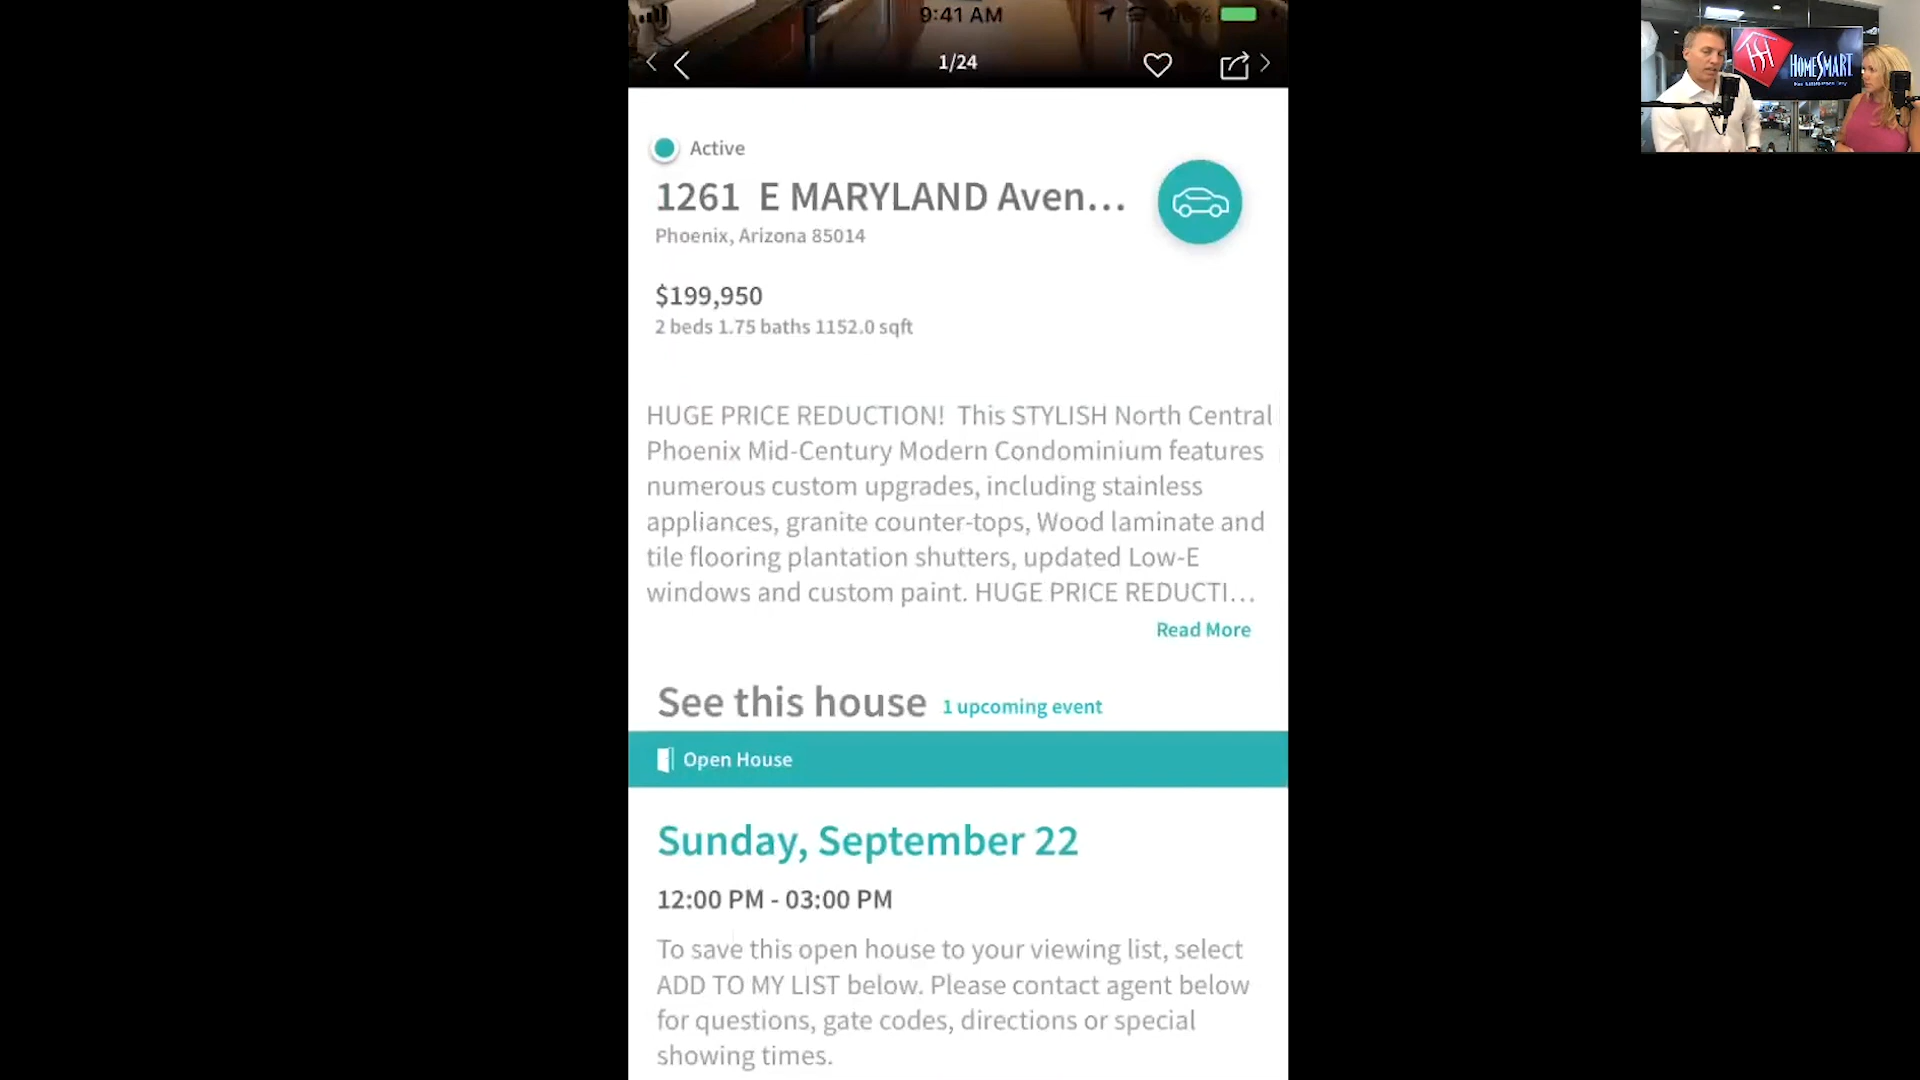 9:41 AM
1/24
HOMESMART
Active
1261 E MARYLAND Aven...
Phoenix, Arizona 85014
$199,950
2 beds 1.75 baths 1152.0 sqft
HUGE PRICE REDUCTION! This STYLISH North Central
Phoenix Mid-Century Modern Condominium features
numerous custom upgrades, including stainless
appliances, granite counter-tops, Wood laminate and
tile flooring plantation shutters, updated Low-E
windows and custom paint. HUGE PRICE REDUCTI...
Read More
See this house 1 upcoming event
Open House
Sunday, September 22
12:00 PM - 03:00 PM
To save this open house to your viewing list, select
ADD TO MY LIST below. Please contact agent below
for questions, gate codes, directions or special
showing times.